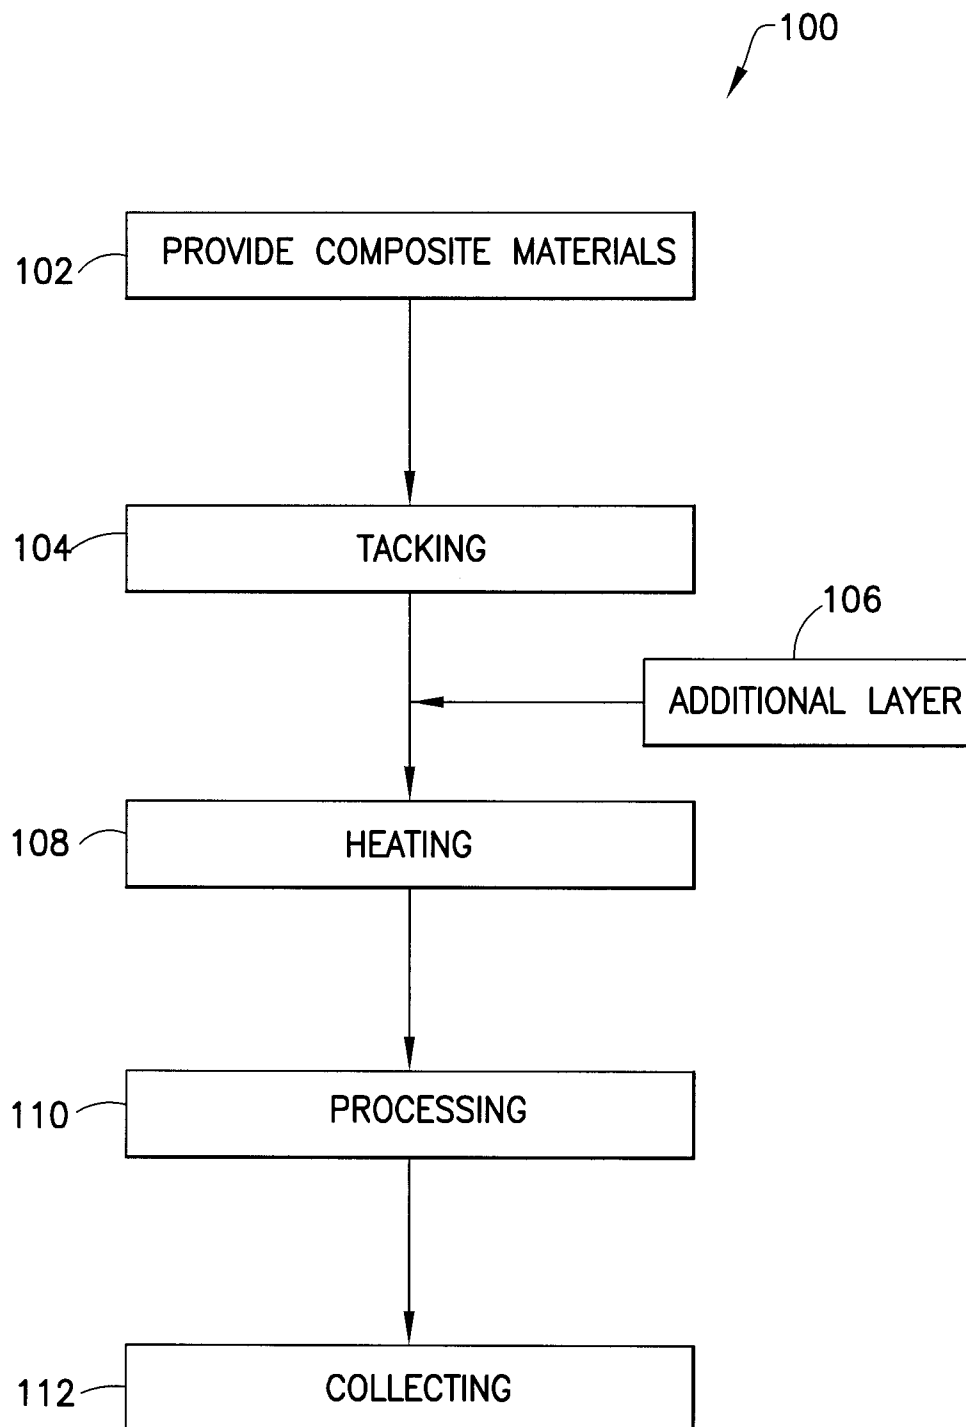 100
102
PROVIDE COMPOSITE MATERIALS
104
TACKING
106
ADDITIONAL LAYER
108
HEATING
110
PROCESSING
112
COLLECTING